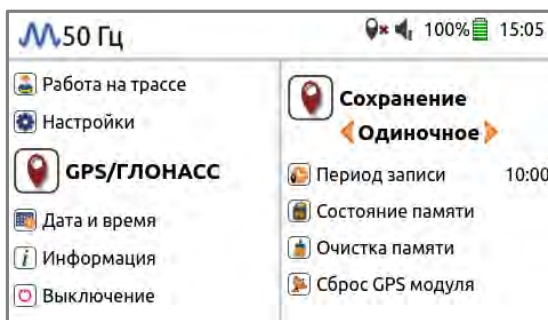 50 Гц 100% 15:05
Работа на трассе
Настройки
GPS/ГЛОНАСС
Дата и время
Информация
Выключение
Сохранение
Одиночное
Период записи 10:00
Состояние памяти
Очистка памяти
Сброс GPS модуля